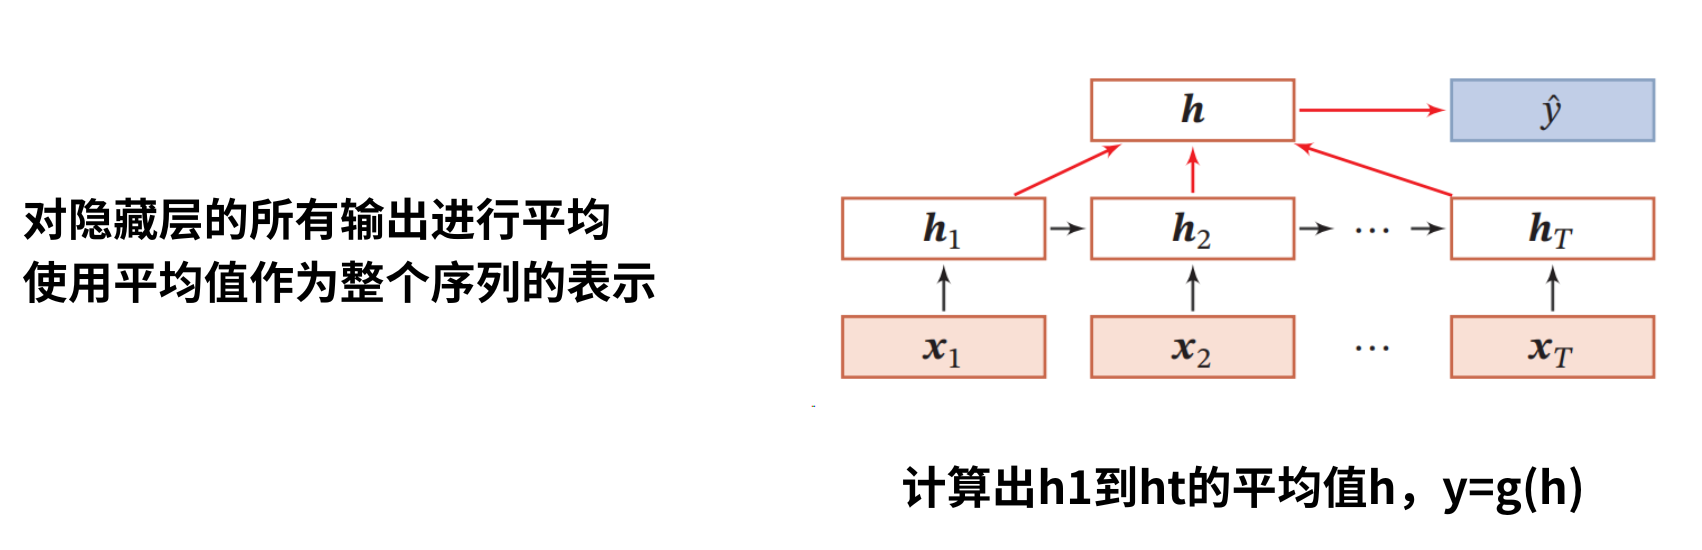 对隐藏层的所有输出进行平均
使用平均值作为整个序列的表示
h ŷ
h1 h2 ··· hT
x1 x2 ··· xT
计算出h1到ht的平均值h，y=g(h)